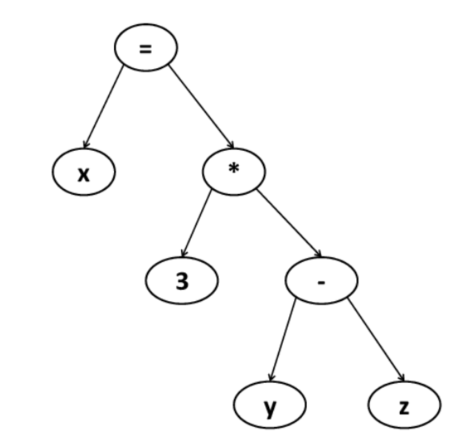 =
x
*
3
-
y
z